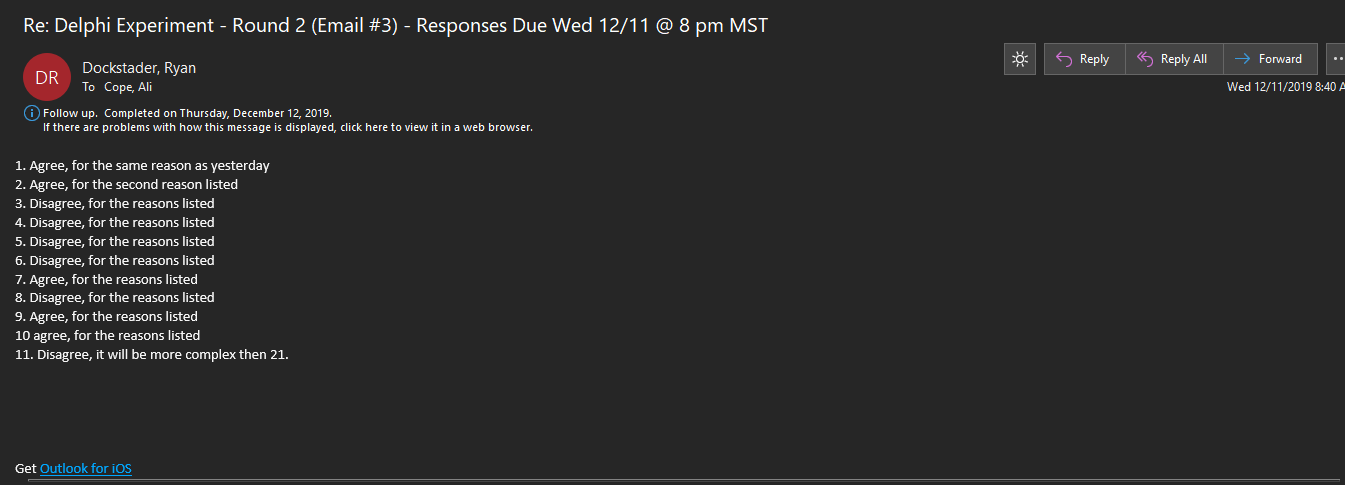 Re: Delphi Experiment - Round 2 (Email #3) - Responses Due Wed 12/11 @ 8 pm MST
DR
Dockstader, Ryan
To Cope, Ali
Reply
Reply All
Forward
Wed 12/11/2019 8:40 A
Follow up. Completed on Thursday, December 12, 2019.
If there are problems with how this message is displayed, click here to view it in a web browser.
1. Agree, for the same reason as yesterday
2. Agree, for the second reason listed
3. Disagree, for the reasons listed
4. Disagree, for the reasons listed
5. Disagree, for the reasons listed
6. Disagree, for the reasons listed
7. Agree, for the reasons listed
8. Disagree, for the reasons listed
9. Agree, for the reasons listed
10 agree, for the reasons listed
11. Disagree, it will be more complex then 21.
Get Outlook for iOS